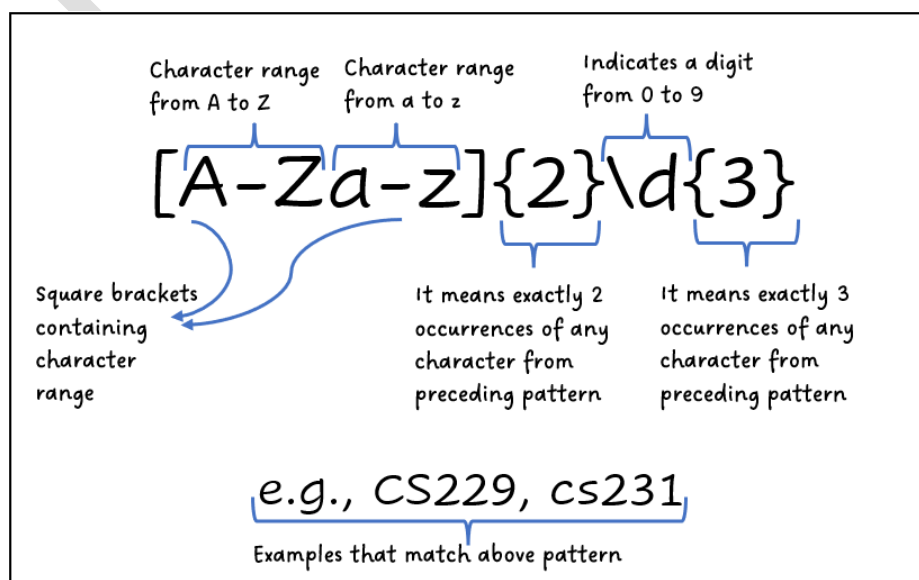 Character range
from A to Z
Character range
from a to z
Indicates a digit
from 0 to 9
[A-Za-z]{2}\d{3}
Square brackets
containing
character
range
It means exactly 2
occurrences of any
character from
preceding pattern
It means exactly 3
occurrences of any
character from
preceding pattern
e.g., CS229, cs231
Examples that match above pattern